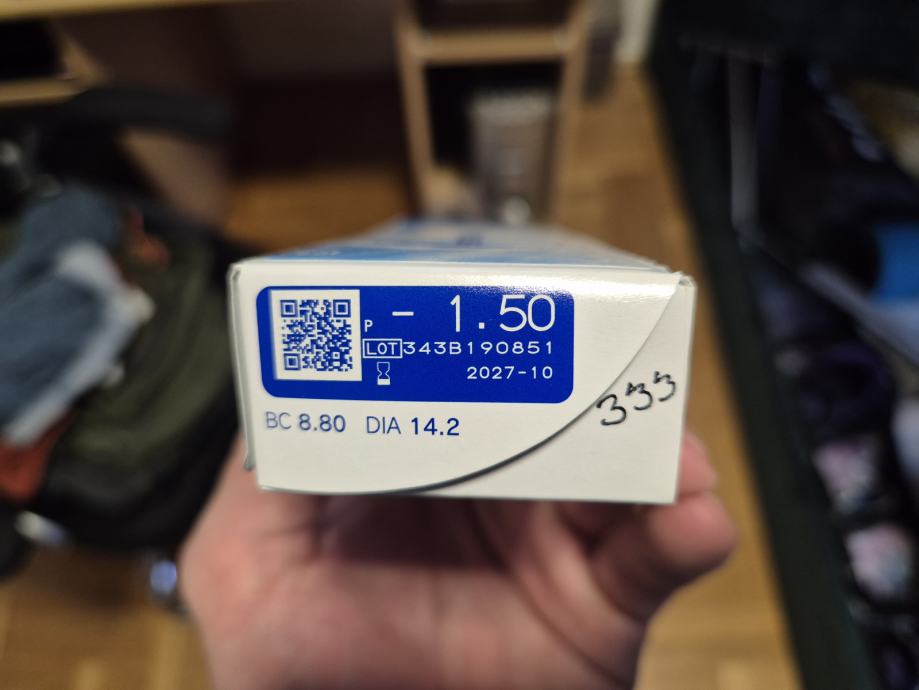 P - 1.50
LOT 343B190851
2027-10
BC 8.80 DIA 14.2
333